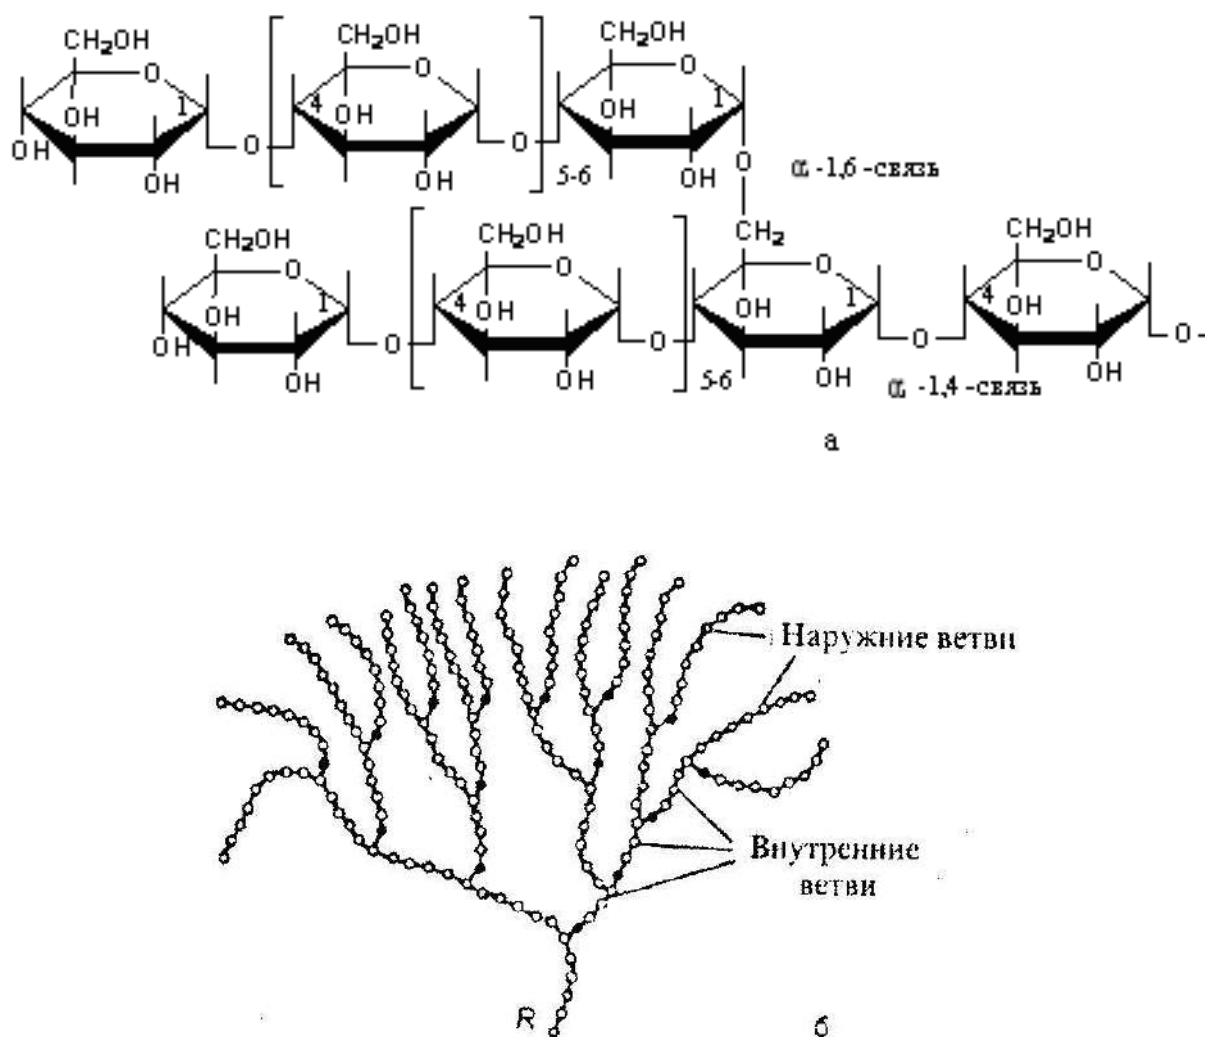 CH₂OH CH₂OH CH₂OH
O O O
1 4 1
OH OH OH
OH O O O
OH OH OH
5-6
α -1,6 -связь
CH₂OH CH₂OH CH₂ CH₂OH
O O O O
1 4 1 4
OH OH OH OH
OH O O O O
OH OH OH OH
5-6
α -1,4 -связь
а
Наружние ветви
Внутренние
ветви
R
б